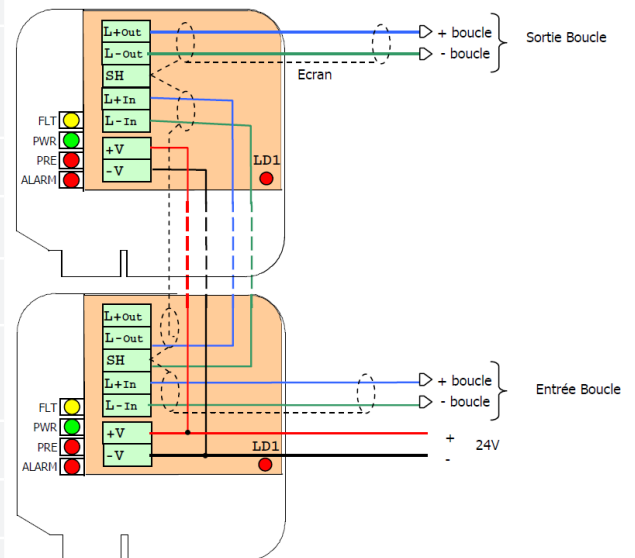 L+Out
+ boucle
L-Out
- boucle
Sortie Boucle
SH
Ecran
L+In
L-In
FLT
PWR
+V
PRE
-V
LD1
ALARM
L+Out
L-Out
SH
L+In
+ boucle
L-In
- boucle
Entrée Boucle
FLT
PWR
+V
+
24V
PRE
-V
LD1
-
ALARM